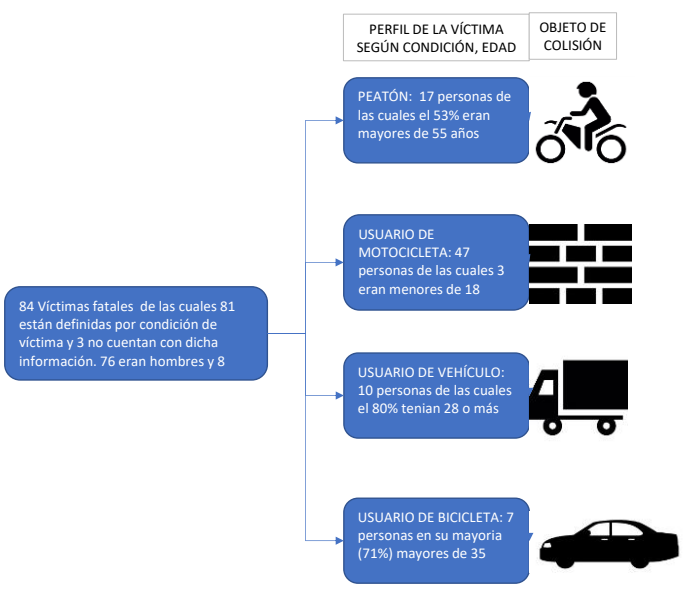 PERFIL DE LA VÍCTIMA
SEGÚN CONDICIÓN, EDAD
OBJETO DE
COLISIÓN
PEATÓN: 17 personas de
las cuales el 53% eran
mayores de 55 años
USUARIO DE
MOTOCICLETA: 47
personas de las cuales 3
eran menores de 18
84 Víctimas fatales de las cuales 81
están definidas por condición de
víctima y 3 no cuentan con dicha
información. 76 eran hombres y 8
USUARIO DE VEHÍCULO:
10 personas de las cuales
el 80% tenian 28 o más
USUARIO DE BICICLETA: 7
personas en su mayoria
(71%) mayores de 35